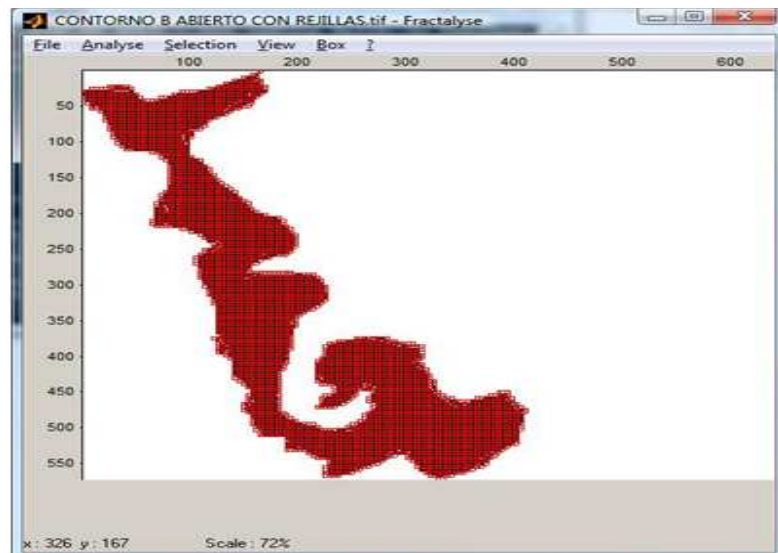 CONTORNO B ABIERTO CON REJILLAS.tif - Fractalyse
File Analyse Selection View Box ?
100 200 300 400 500 600
50
100
150
200
250
300
350
400
450
500
550
x : 326 y : 167 Scale : 72%